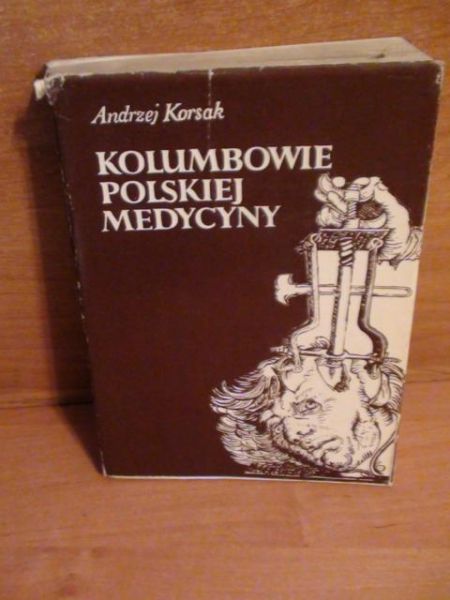 Andrzej Korsak
KOLUMBOWIE
POLSKIEJ
MEDYCYNY